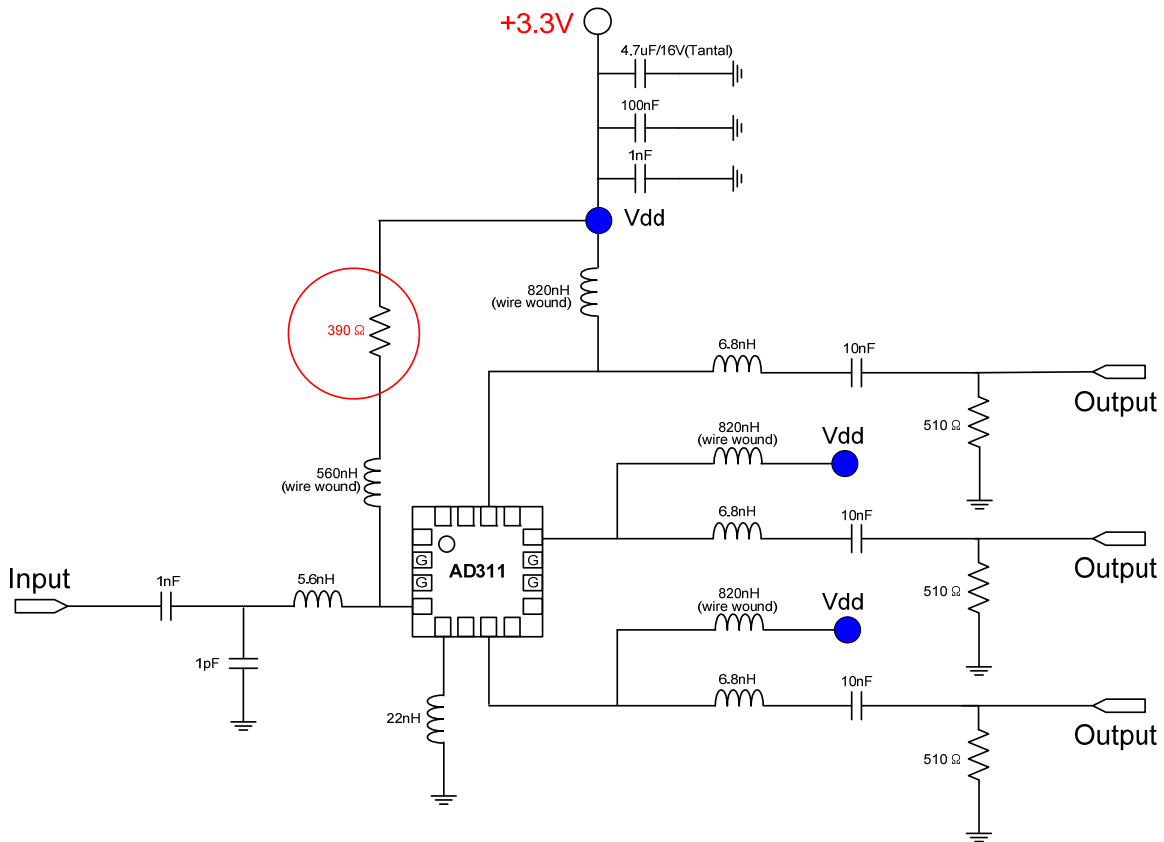 +3.3V
4.7uF/16V(Tantal)
100nF
1nF
Vdd
820nH
(wire wound)
390 Ω
6.8nH
10nF
Output
510 Ω
820nH
(wire wound)
Vdd
560nH
(wire wound)
6.8nH
10nF
Output
G
G
AD311
G
G
Input
1nF
5.6nH
510 Ω
820nH
(wire wound)
Vdd
1pF
6.8nH
10nF
22nH
Output
510 Ω